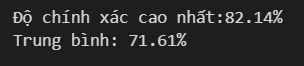 Độ chính xác cao nhất:82.14%
Trung bình: 71.61%